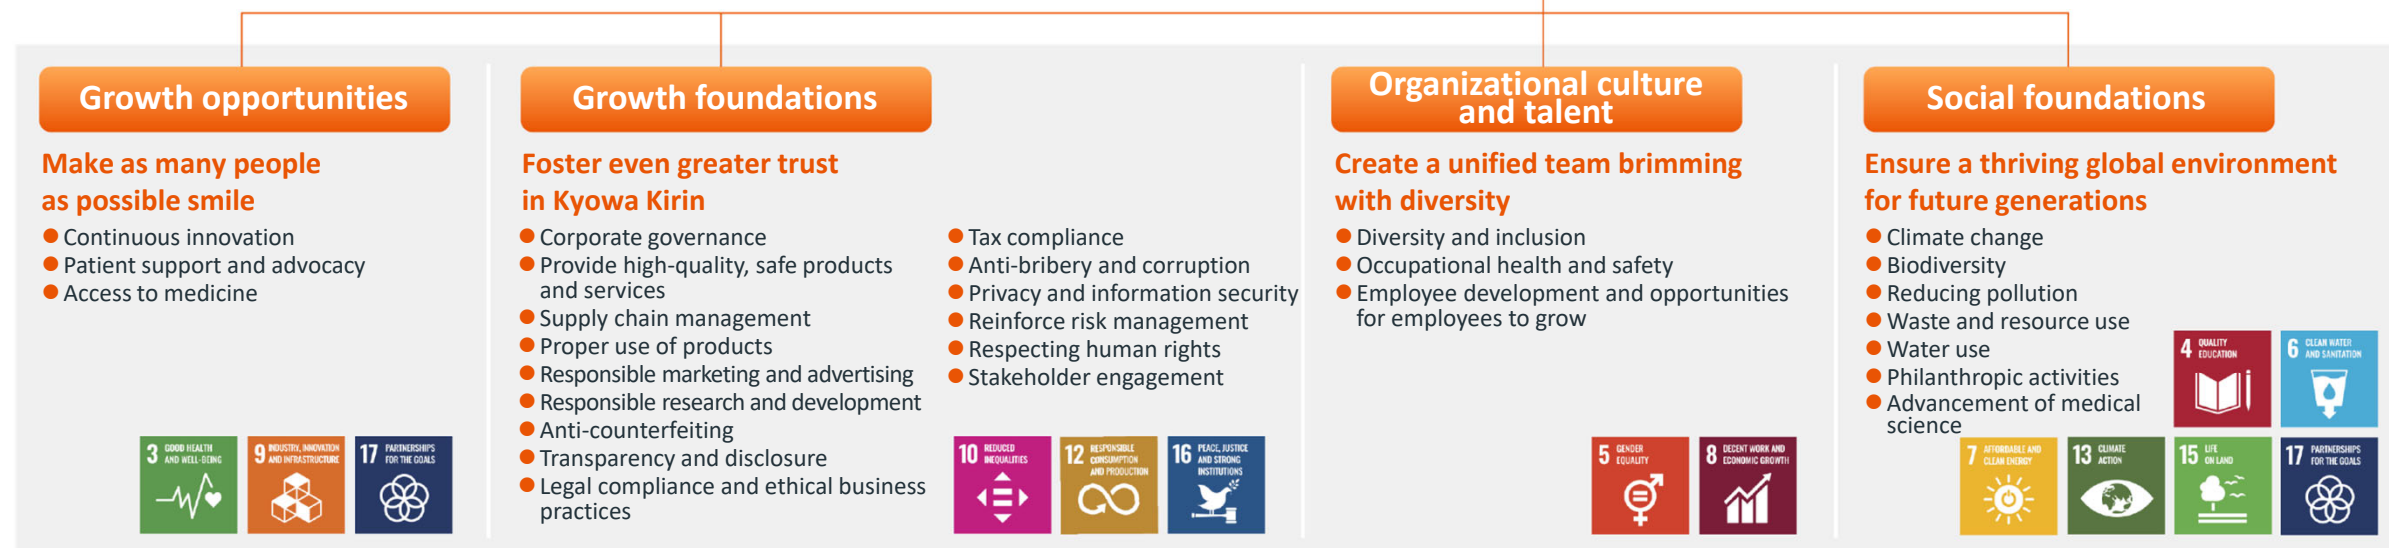 Growth opportunities
Make as many people
as possible smile
Continuous innovation
Patient support and advocacy
Access to medicine
3 GOOD HEALTH
AND WELL-BEING
9 INDUSTRY, INNOVATION
AND INFRASTRUCTURE
17 PARTNERSHIPS
FOR THE GOALS
Growth foundations
Foster even greater trust
in Kyowa Kirin
Corporate governance
Provide high-quality, safe products
and services
Supply chain management
Proper use of products
Responsible marketing and advertising
Responsible research and development
Anti-counterfeiting
Transparency and disclosure
Legal compliance and ethical business
practices
Tax compliance
Anti-bribery and corruption
Privacy and information security
Reinforce risk management
Respecting human rights
Stakeholder engagement
10 REDUCED
INEQUALITIES
12 RESPONSIBLE
CONSUMPTION
AND PRODUCTION
16 PEACE, JUSTICE
AND STRONG
INSTITUTIONS
Organizational culture
and talent
Create a unified team brimming
with diversity
Diversity and inclusion
Occupational health and safety
Employee development and opportunities
for employees to grow
5 GENDER
EQUALITY
8 DECENT WORK AND
ECONOMIC GROWTH
Social foundations
Ensure a thriving global environment
for future generations
Climate change
Biodiversity
Reducing pollution
Waste and resource use
Water use
Philanthropic activities
Advancement of medical
science
4 QUALITY
EDUCATION
6 CLEAN WATER
AND SANITATION
7 AFFORDABLE AND
CLEAN ENERGY
13 CLIMATE
ACTION
15 LIFE
ON LAND
17 PARTNERSHIPS
FOR THE GOALS